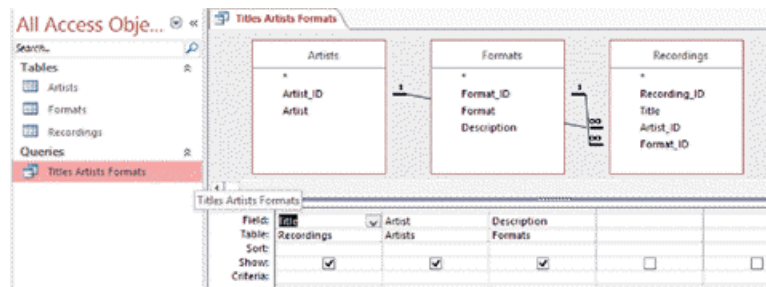 All Access Obje...
Search...
Tables
Artists
Formats
Recordings
Queries
Titles Artists Formats
Titles Artists Formats
Titles Artists Formats
Artists
*
Artist_ID
Artist
Formats
*
Format_ID
Format
Description
Recordings
*
Recording_ID
Title
Artist_ID
Format_ID
1
1
∞
∞
Field: Title Artist Description
Table: Recordings Artists Formats
Sort:
Show:
Criteria: